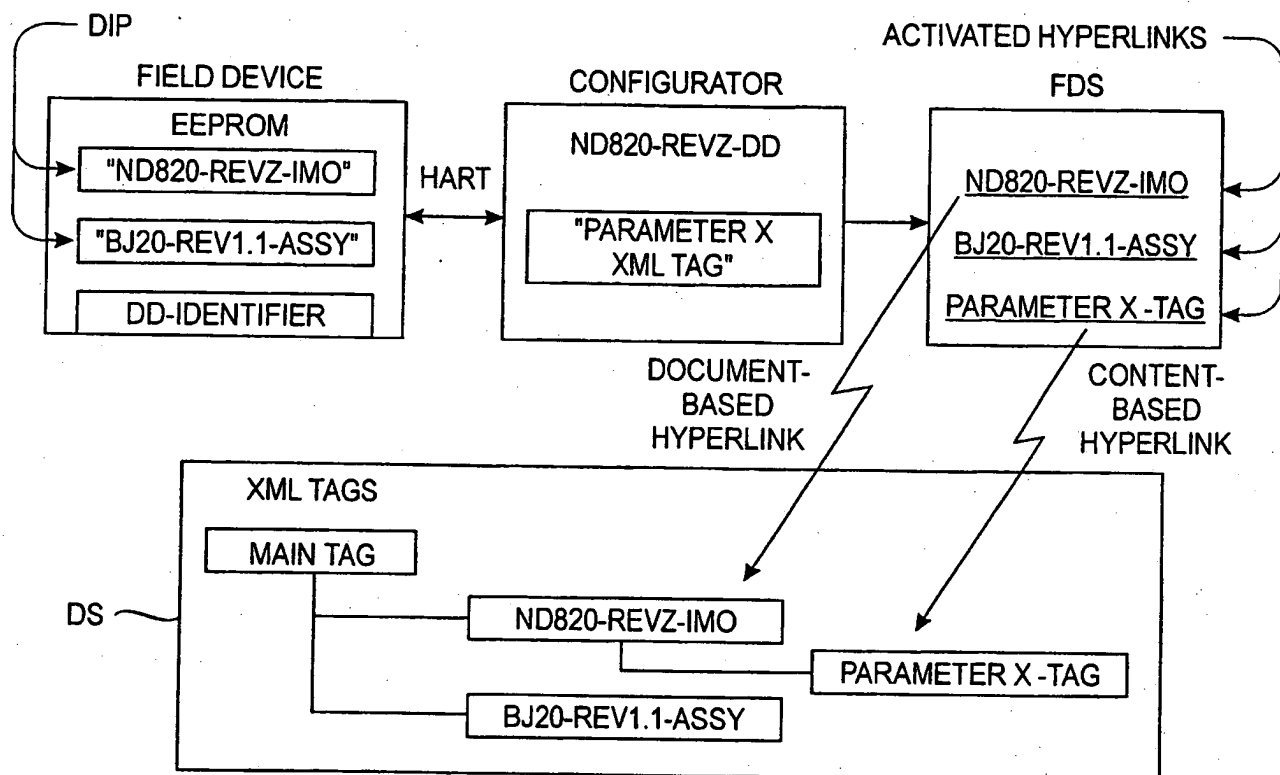 DIP
ACTIVATED HYPERLINKS
FIELD DEVICE
CONFIGURATOR
FDS
EEPROM
"ND820-REVZ-IMO"
"BJ20-REV1.1-ASSY"
DD-IDENTIFIER
HART
ND820-REVZ-DD
"PARAMETER X
XML TAG"
ND820-REVZ-IMO
BJ20-REV1.1-ASSY
PARAMETER X -TAG
DOCUMENT-
BASED
HYPERLINK
CONTENT-
BASED
HYPERLINK
XML TAGS
MAIN TAG
DS
ND820-REVZ-IMO
PARAMETER X -TAG
BJ20-REV1.1-ASSY